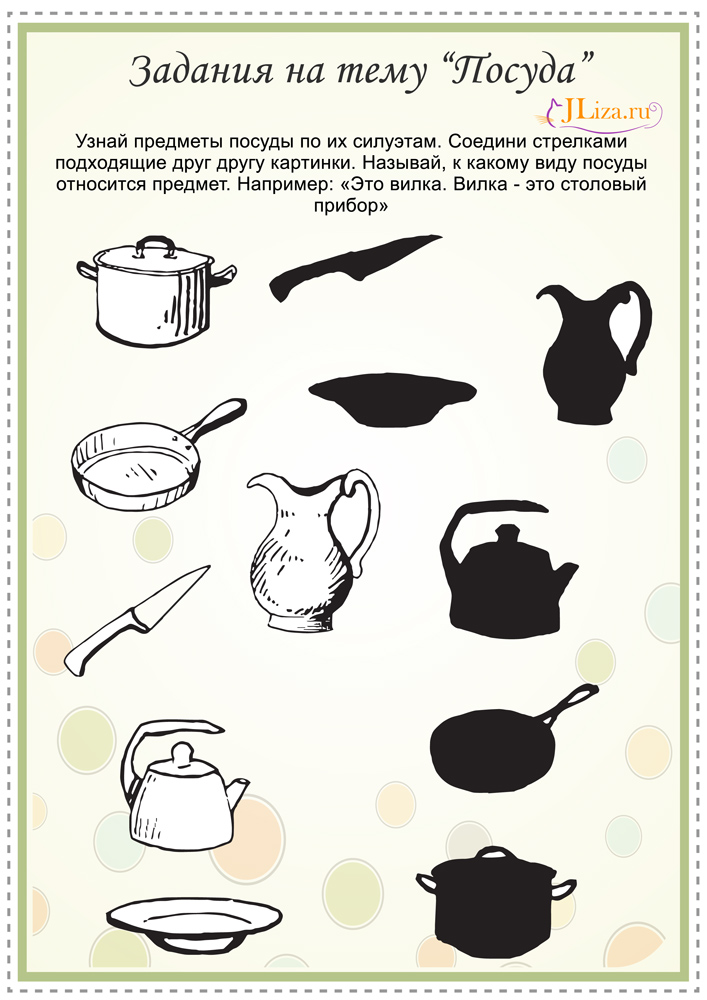 Задания на тему “Посуда”
JLiza.ru
Узнай предметы посуды по их силуэтам. Соедини стрелками
подходящие друг другу картинки. Называй, к какому виду посуды
относится предмет. Например: «Это вилка. Вилка - это столовый
прибор»